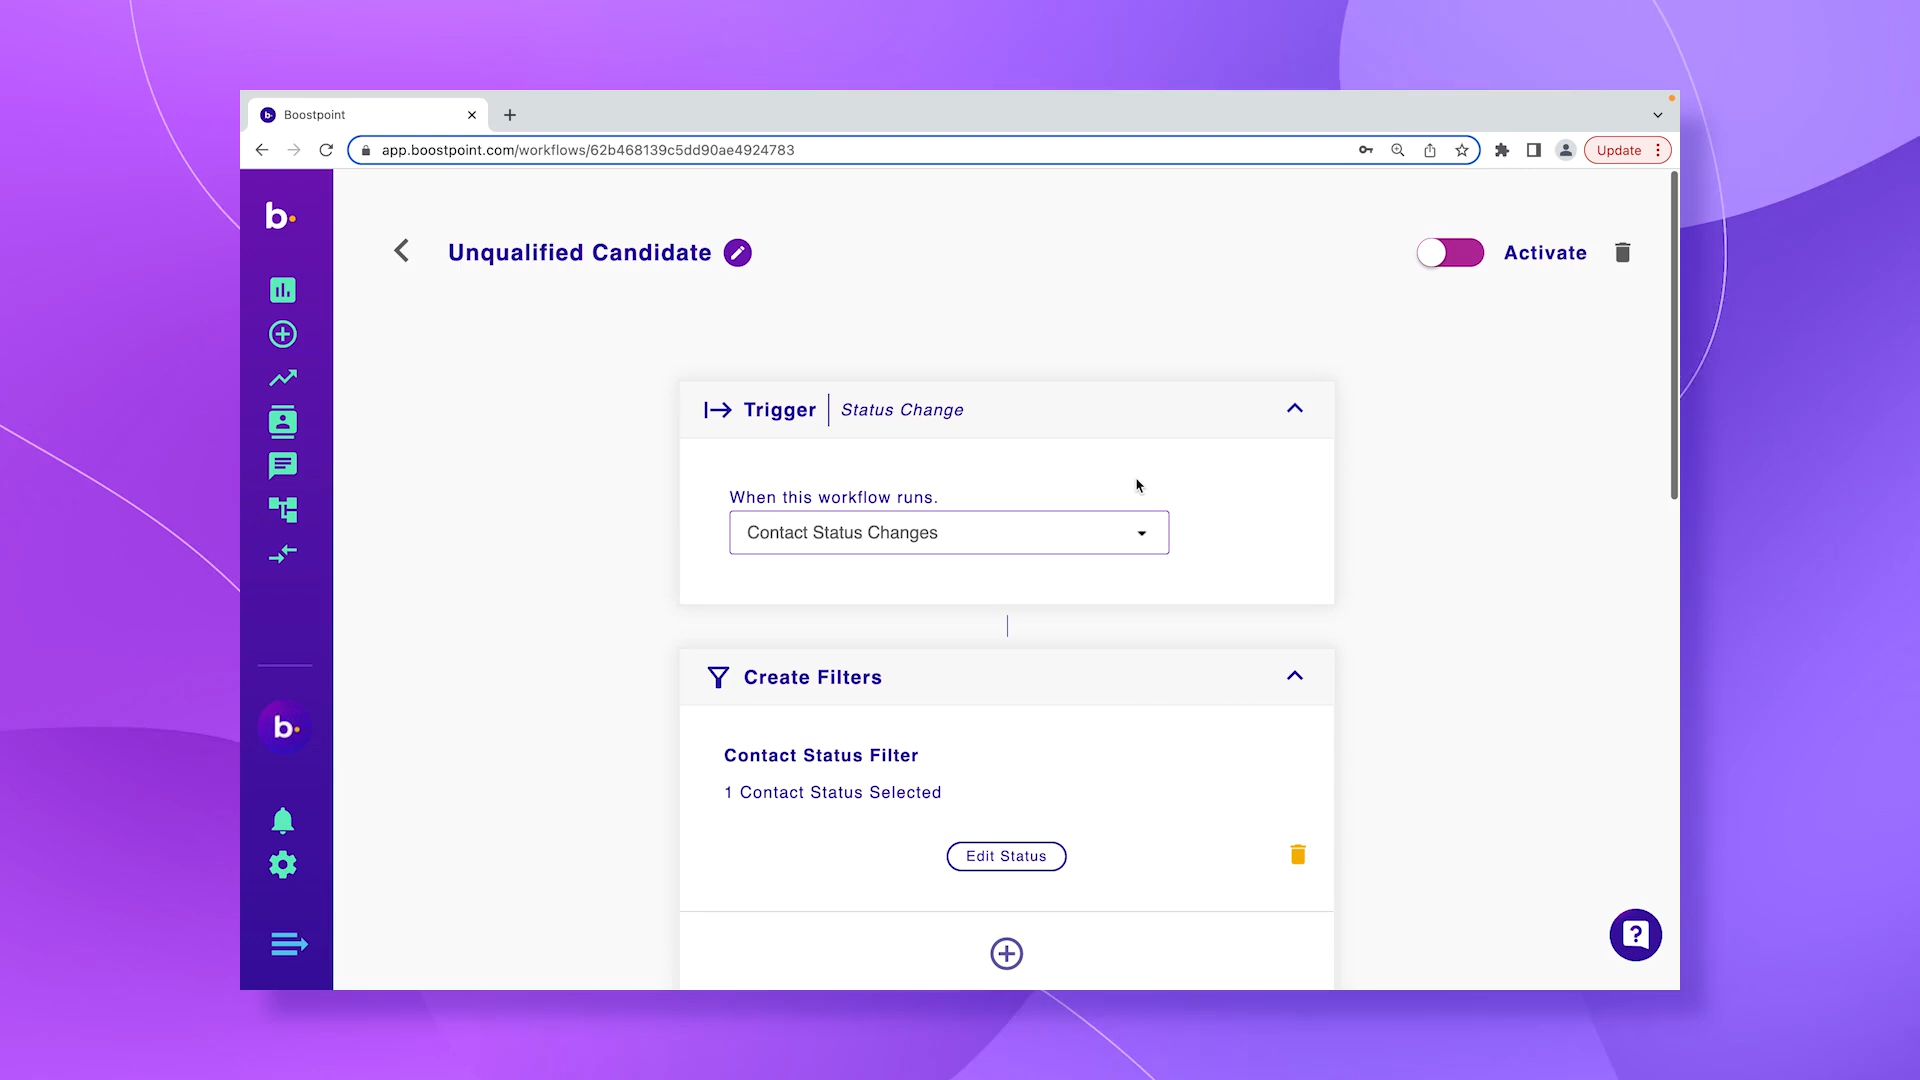 Boostpoint
app.boostpoint.com/workflows/62b468139c5dd90ae4924783
Update
b.
Unqualified Candidate
Activate
Trigger
Status Change
When this workflow runs.
Contact Status Changes
Create Filters
Contact Status Filter
1 Contact Status Selected
Edit Status
b.